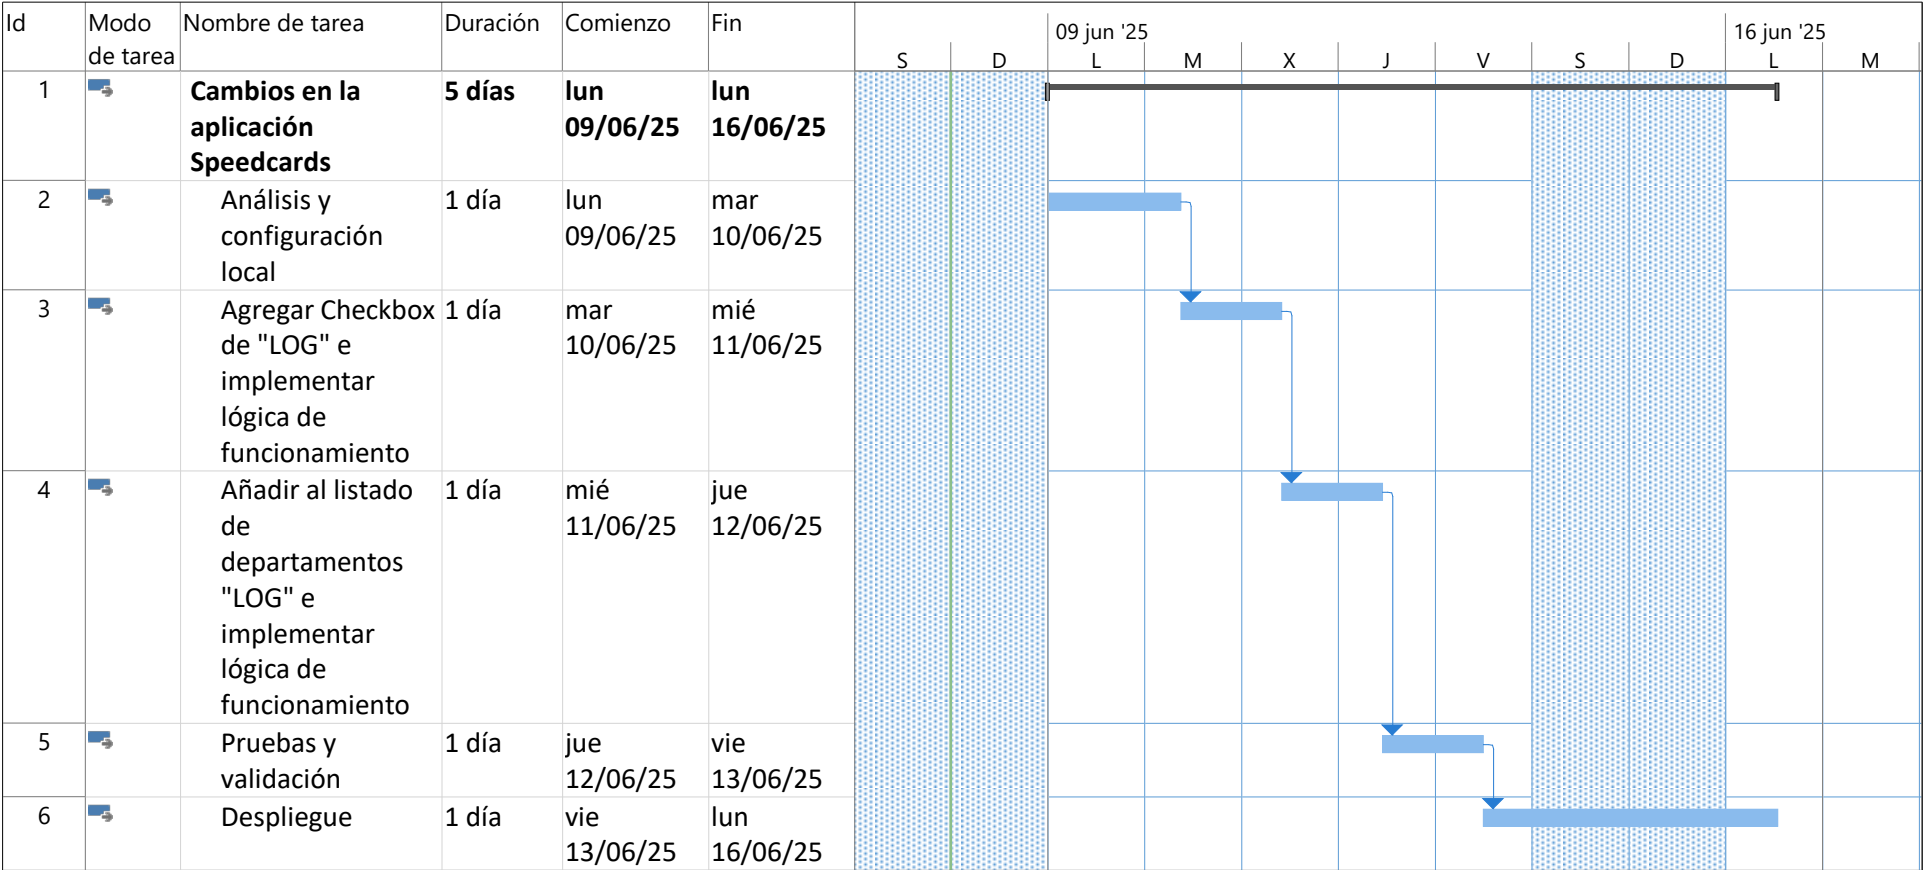 Id
Modo
de tarea
Nombre de tarea
Duración
Comienzo
Fin
09 jun '25
16 jun '25
S D L M X J V S D L M
1
Cambios en la
aplicación
Speedcards
5 días
lun
09/06/25
lun
16/06/25
2
Análisis y
configuración
local
1 día
lun
09/06/25
mar
10/06/25
3
Agregar Checkbox
de "LOG" e
implementar
lógica de
funcionamiento
1 día
mar
10/06/25
mié
11/06/25
4
Añadir al listado
de
departamentos
"LOG" e
implementar
lógica de
funcionamiento
1 día
mié
11/06/25
jue
12/06/25
5
Pruebas y
validación
1 día
jue
12/06/25
vie
13/06/25
6
Despliegue
1 día
vie
13/06/25
lun
16/06/25